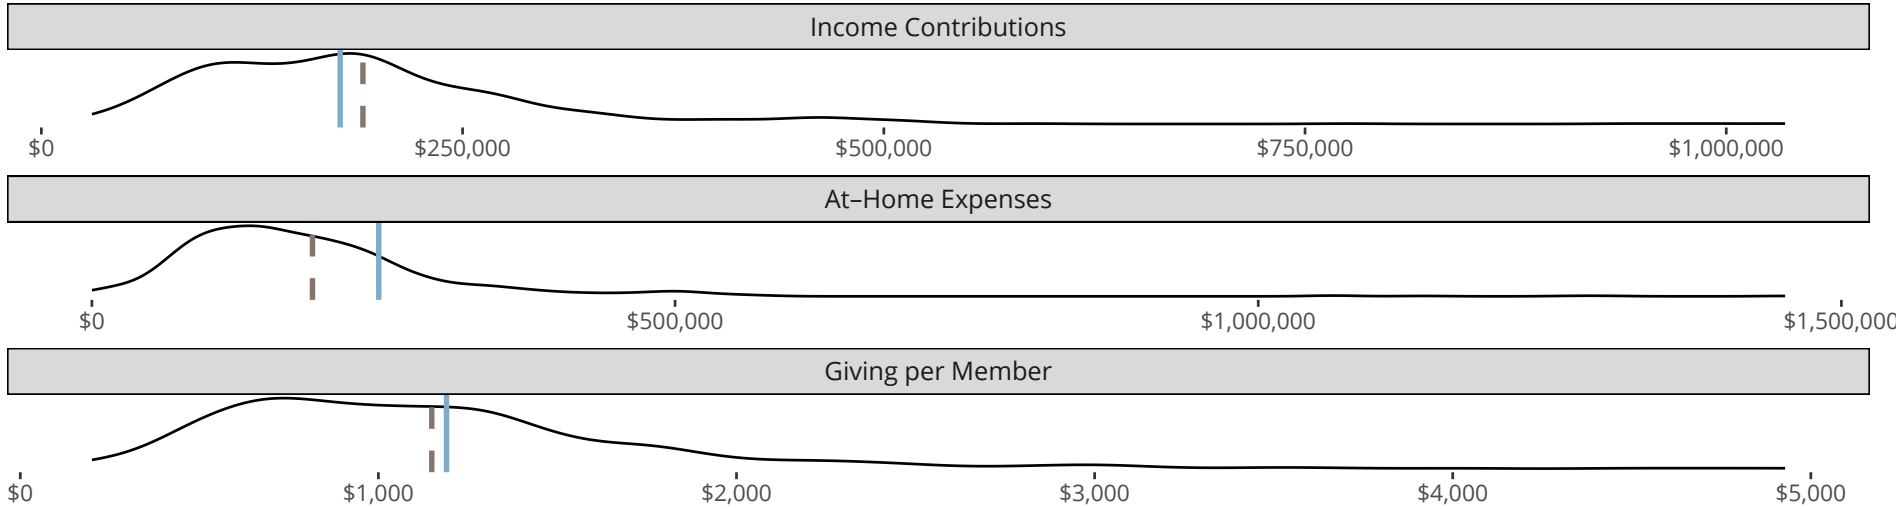 Income Contributions
$0 $250,000 $500,000 $750,000 $1,000,000
At–Home Expenses
$0 $500,000 $1,000,000 $1,500,000
Giving per Member
$0 $1,000 $2,000 $3,000 $4,000 $5,000